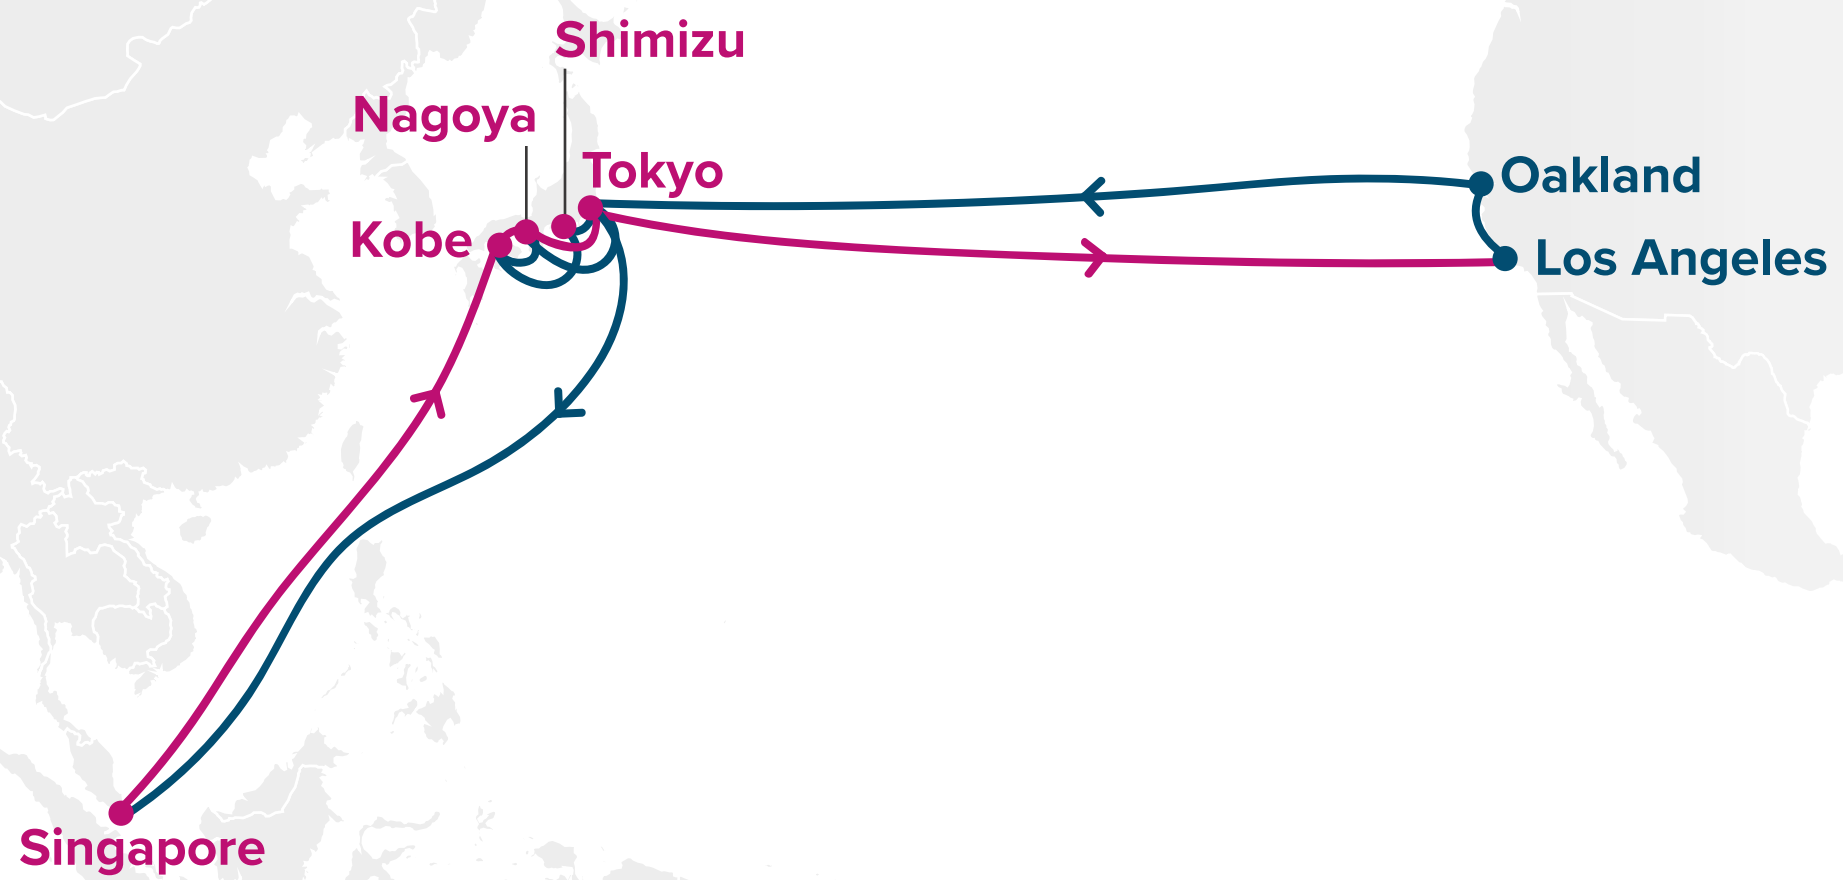 Shimizu
Nagoya
Tokyo
Oakland
Kobe
Los Angeles
Singapore